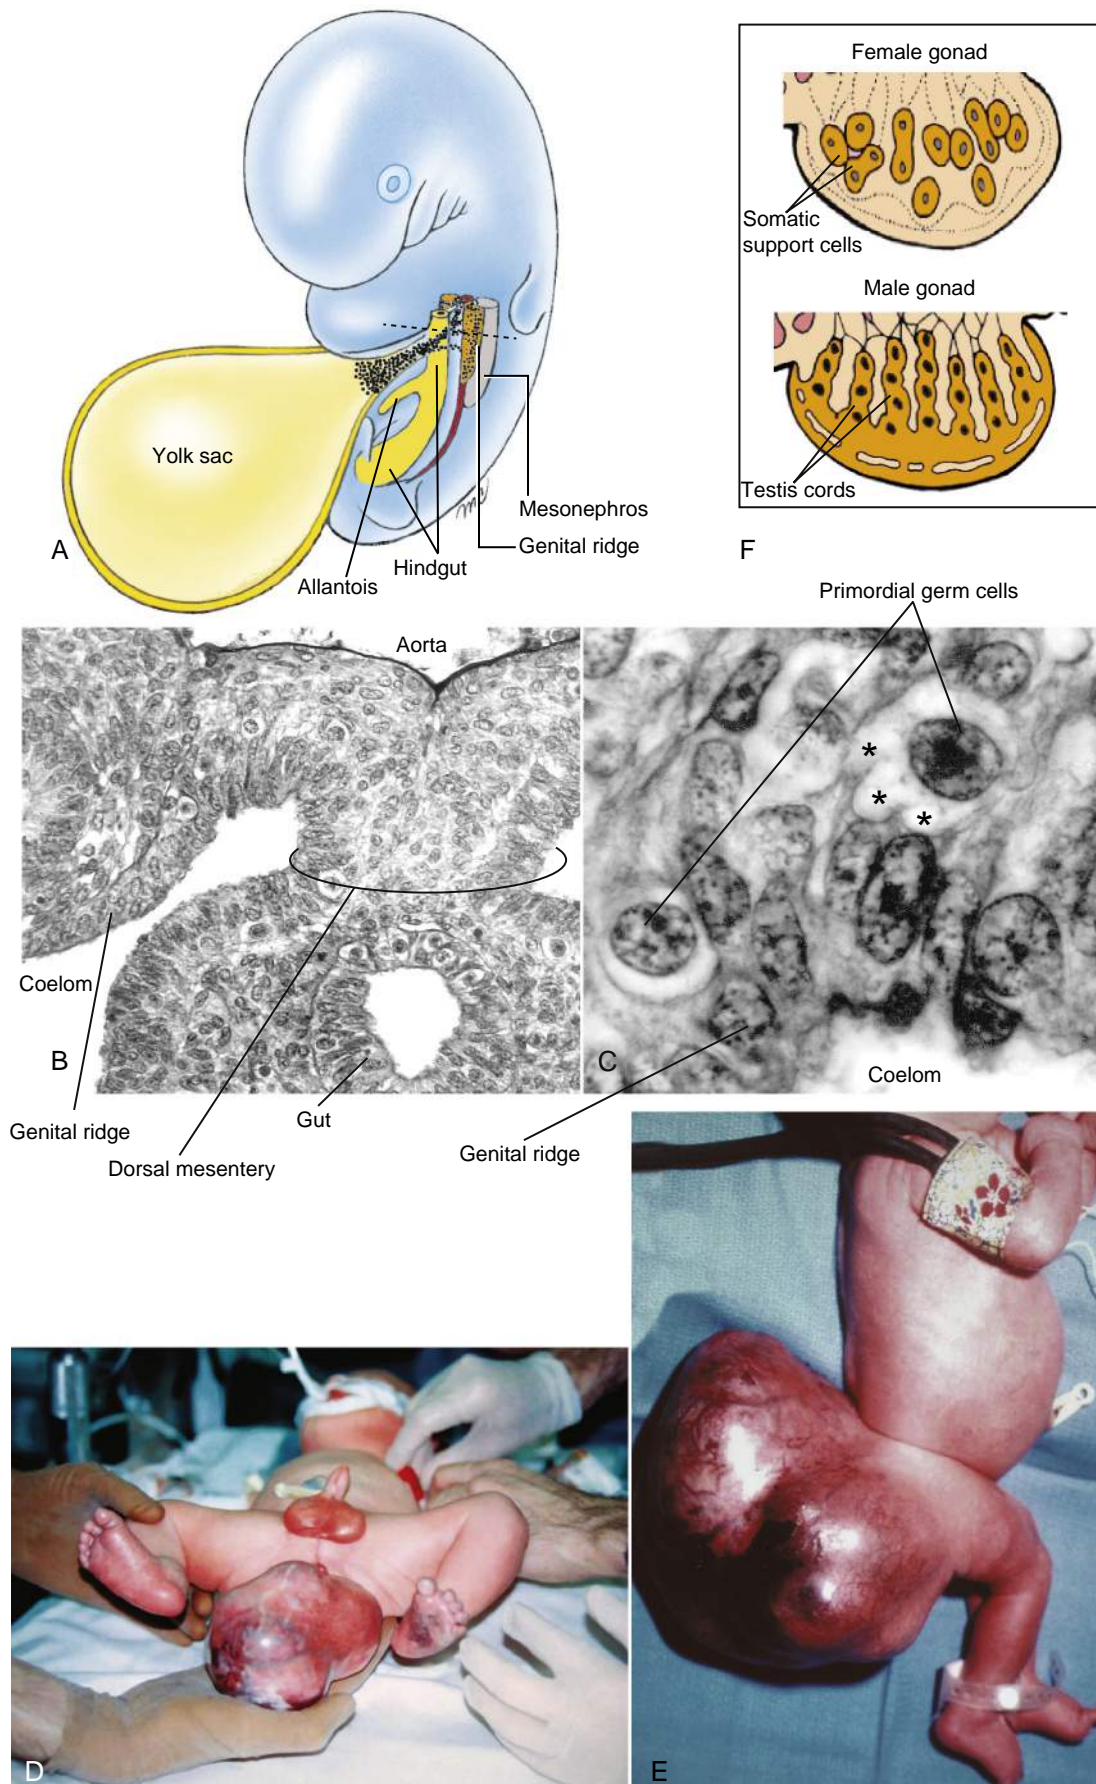 Female gonad
Somatic
support cells
Male gonad
Testis cords
F
Yolk sac
A
Mesonephros
Genital ridge
Hindgut
Allantois
Primordial germ cells
Aorta
*
*
*
Coelom
B
C
Coelom
Gut
Genital ridge
Dorsal mesentery
Genital ridge
D
E